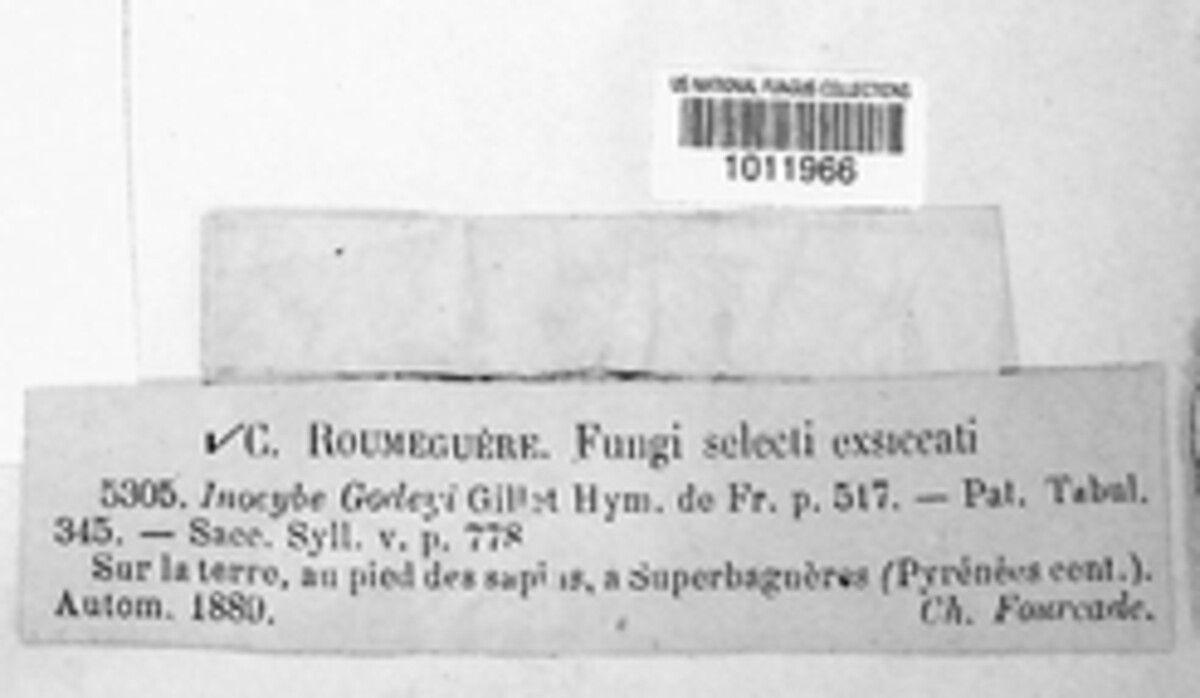 US NATIONAL FUNGUS COLLECTIONS
1011966
✓C. ROUMEGUÈRE. Fungi selecti exsiccati
5305. Inocybe Godeyi Gillet Hym. de Fr. p. 517. — Pat. Tabul.
345. — Sacc. Syll. v. p. 778
Sur la terre, au pied des sapins, a Superbagnères (Pyrénées cent.).
Autom. 1889. Ch. Fourcade.